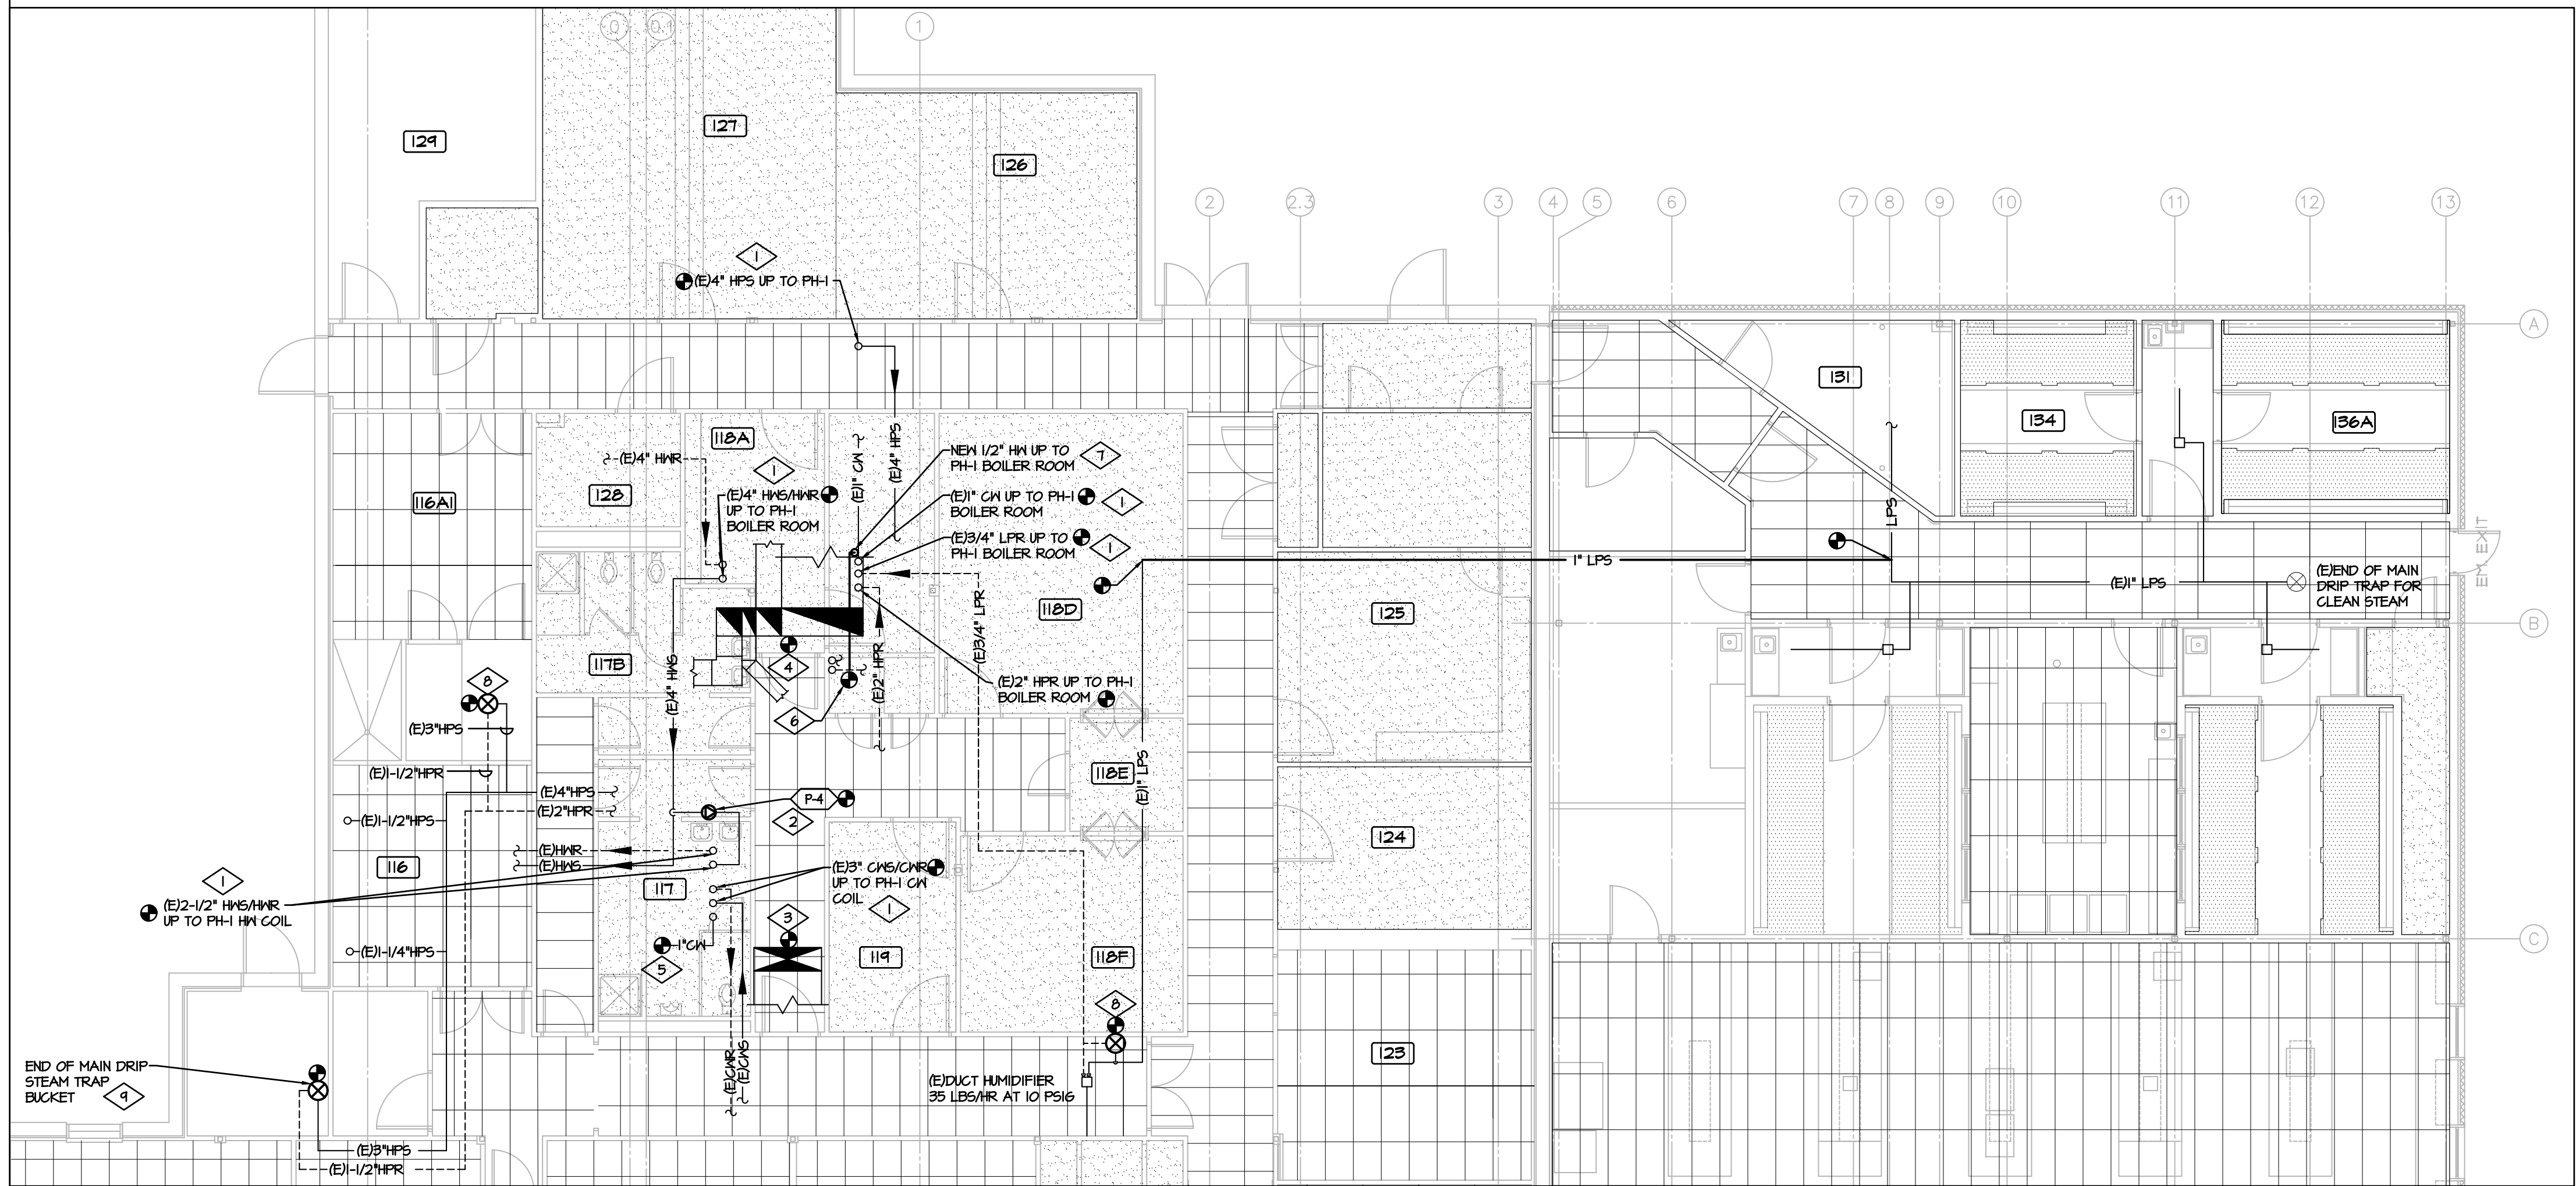 0
0.1
1
127
129
126
2
2.3
3
4
5
6
7
8
9
10
11
12
13
1
(E)4" HPS UP TO PH-1
A
131
134
136A
118A
(E)4" HWR
1
128
116A1
(E)4" HWS/HWR
UP TO PH-1
BOILER ROOM
(E)1" CW
(E)4" HPS
NEW 1/2" HW UP TO
PH-1 BOILER ROOM
7
(E)1" CW UP TO PH-1
BOILER ROOM
1
(E)3/4" LPR UP TO
PH-1 BOILER ROOM
1
LPS
EM EXIT
1" LPS
(E)1" LPS
(E)END OF MAIN
DRIP TRAP FOR
CLEAN STEAM
118D
125
B
(E)3/4" LPR
117B
4
(E)4" HWS
(E)2" HPR
(E)2" HPR UP TO PH-1
BOILER ROOM
8
6
(E)3"HPS
(E)1-1/2"HPR
118E
(E)1" LPS
(E)4"HPS
(E)2"HPR
P-4
2
(E)1-1/2"HPS
124
(E)HWR
(E)HWS
116
117
(E)3" CWS/CWR
UP TO PH-1 CW
COIL
1
1
(E)2-1/2" HWS/HWR
UP TO PH-1 HW COIL
3
C
1"CW
5
(E)1-1/4"HPS
119
118F
8
(E)CWR
(E)CWS
123
END OF MAIN DRIP
STEAM TRAP
BUCKET
9
(E)DUCT HUMIDIFIER
35 LBS/HR AT 10 PSIG
(E)3"HPS
(E)1-1/2"HPR